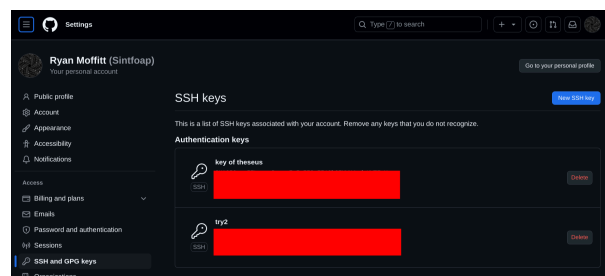 Settings
Type / to search
Ryan Moffitt (Sintfoap)
Your personal account
Go to your personal profile
Public profile
Account
Appearance
Accessibility
Notifications
Access
Billing and plans
Emails
Password and authentication
Sessions
SSH and GPG keys
Organizations
SSH keys
New SSH key
This is a list of SSH keys associated with your account. Remove any keys that you do not recognize.
Authentication keys
key of theseus
SSH
Delete
try2
SSH
Delete